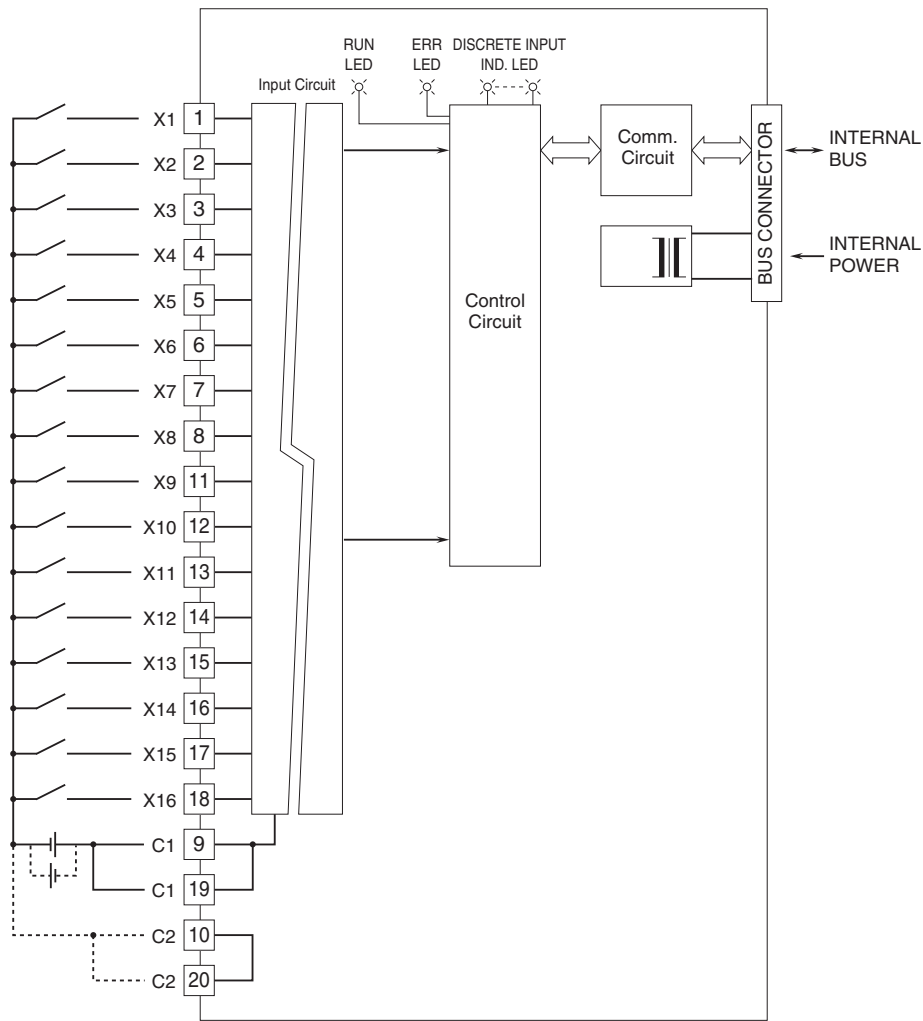 RUN
LED
ERR
LED
DISCRETE INPUT
IND. LED
Input Circuit
X1 1
X2 2
X3 3
X4 4
X5 5
X6 6
X7 7
X8 8
X9 11
X10 12
X11 13
X12 14
X13 15
X14 16
X15 17
X16 18
C1 9
C1 19
C2 10
C2 20
Control
Circuit
Comm.
Circuit
BUS CONNECTOR
INTERNAL
BUS
INTERNAL
POWER